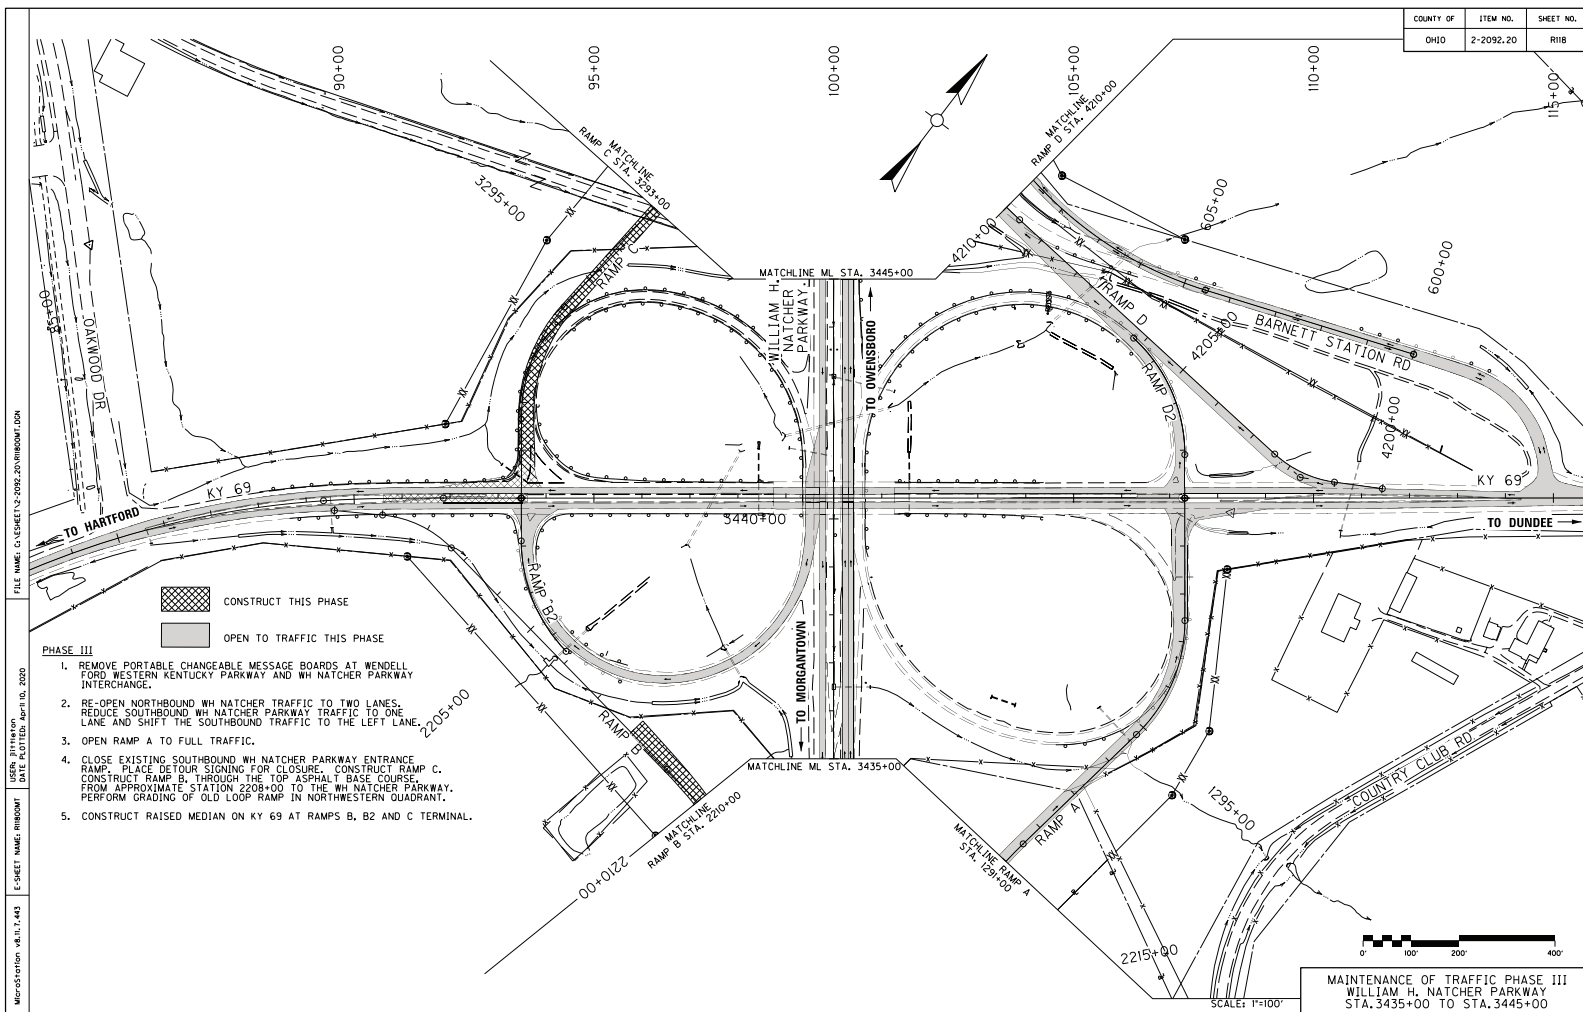 COUNTY OF
ITEM NO.
SHEET NO.
OHIO
2-2092.20
R118
90+00
95+00
100+00
105+00
110+00
115+00
MATCHLINE
RAMP C STA. 3293+00
MATCHLINE
RAMP D STA. 4210+00
3295+00
RAMP C
4210+00
605+00
600+00
MATCHLINE ML STA. 3445+00
WILLIAM H.
NATCHER
PARKWAY
TO OWENSBORO
RAMP D
BARNETT STATION RD
4205+00
RAMP D2
4200+00
85+00
OAKWOOD DR
KY 69
KY 69
TO HARTFORD
3440+00
TO DUNDEE
RAMP B2
CONSTRUCT THIS PHASE
OPEN TO TRAFFIC THIS PHASE
PHASE III
1. REMOVE PORTABLE CHANGEABLE MESSAGE BOARDS AT WENDELL
FORD WESTERN KENTUCKY PARKWAY AND WH NATCHER PARKWAY
INTERCHANGE.
2. RE-OPEN NORTHBOUND WH NATCHER TRAFFIC TO TWO LANES.
REDUCE SOUTHBOUND WH NATCHER PARKWAY TRAFFIC TO ONE
LANE AND SHIFT THE SOUTHBOUND TRAFFIC TO THE LEFT LANE.
3. OPEN RAMP A TO FULL TRAFFIC.
4. CLOSE EXISTING SOUTHBOUND WH NATCHER PARKWAY ENTRANCE
RAMP. PLACE DETOUR SIGNING FOR CLOSURE. CONSTRUCT RAMP C.
CONSTRUCT RAMP B, THROUGH THE TOP ASPHALT BASE COURSE,
FROM APPROXIMATE STATION 2208+00 TO THE WH NATCHER PARKWAY.
PERFORM GRADING OF OLD LOOP RAMP IN NORTHWESTERN QUADRANT.
5. CONSTRUCT RAISED MEDIAN ON KY 69 AT RAMPS B, B2 AND C TERMINAL.
2205+00
RAMP B
TO MORGANTOWN
MATCHLINE ML STA. 3435+00
MATCHLINE
RAMP B STA. 2210+00
2210+00
RAMP A
MATCHLINE RAMP A
STA. 1291+00
1295+00
COUNTRY CLUB RD
2215+00
0'
100'
200'
400'
SCALE: 1"=100'
MAINTENANCE OF TRAFFIC PHASE III
WILLIAM H. NATCHER PARKWAY
STA.3435+00 TO STA.3445+00
FILE NAME: C:\ESHEET\2-2092.20\R11800MT.DGN
DATE PLOTTED: April 10, 2020
E-SHEET NAME: R11800MT
MicroStation v8.11.7.443